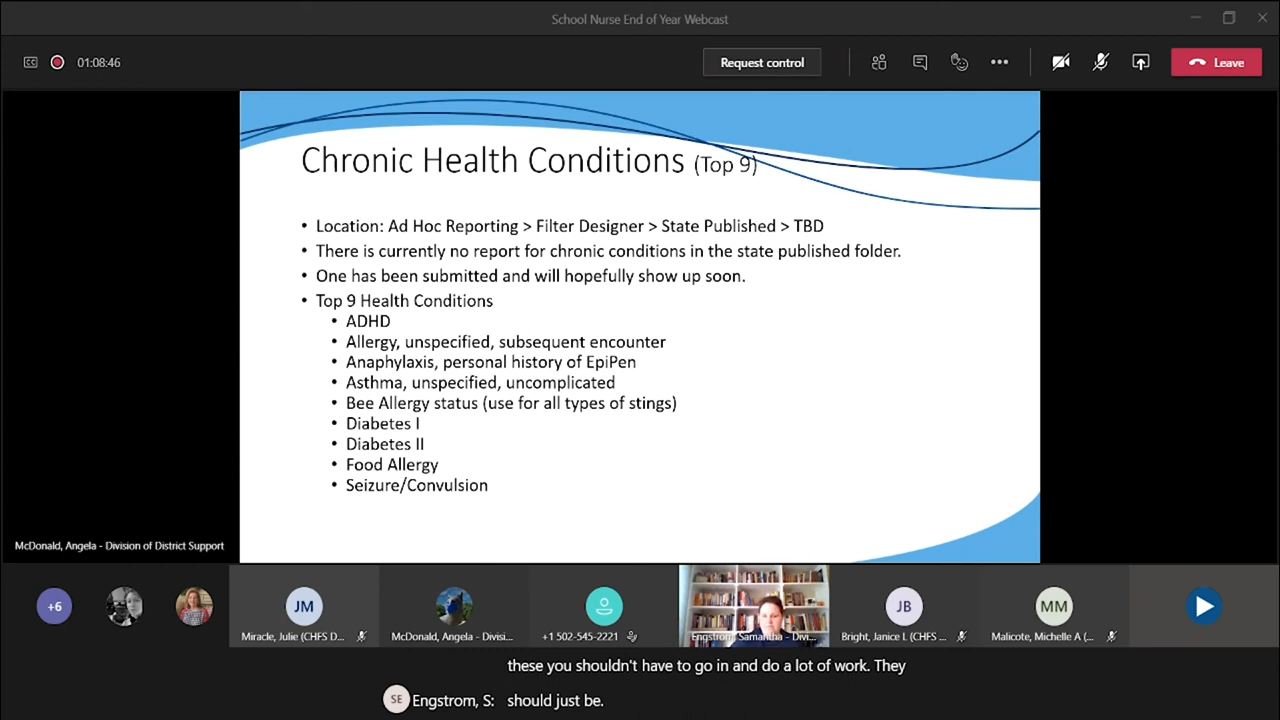 School Nurse End of Year Webcast
CC
01:08:46
Request control
Leave
Chronic Health Conditions (Top 9)
• Location: Ad Hoc Reporting > Filter Designer > State Published > TBD
• There is currently no report for chronic conditions in the state published folder.
• One has been submitted and will hopefully show up soon.
• Top 9 Health Conditions
• ADHD
• Allergy, unspecified, subsequent encounter
• Anaphylaxis, personal history of EpiPen
• Asthma, unspecified, uncomplicated
• Bee Allergy status (use for all types of stings)
• Diabetes I
• Diabetes II
• Food Allergy
• Seizure/Convulsion
McDonald, Angela - Division of District Support
+6
JM
JB
MM
Miracle, Julie (CHFS D...
McDonald, Angela - Divisi...
+1 502-545-2221
Engstrom, Samantha - Divi...
Bright, Janice L (CHFS ...
Malicote, Michelle A (...
these you shouldn't have to go in and do a lot of work. They
SE Engstrom, S: should just be.